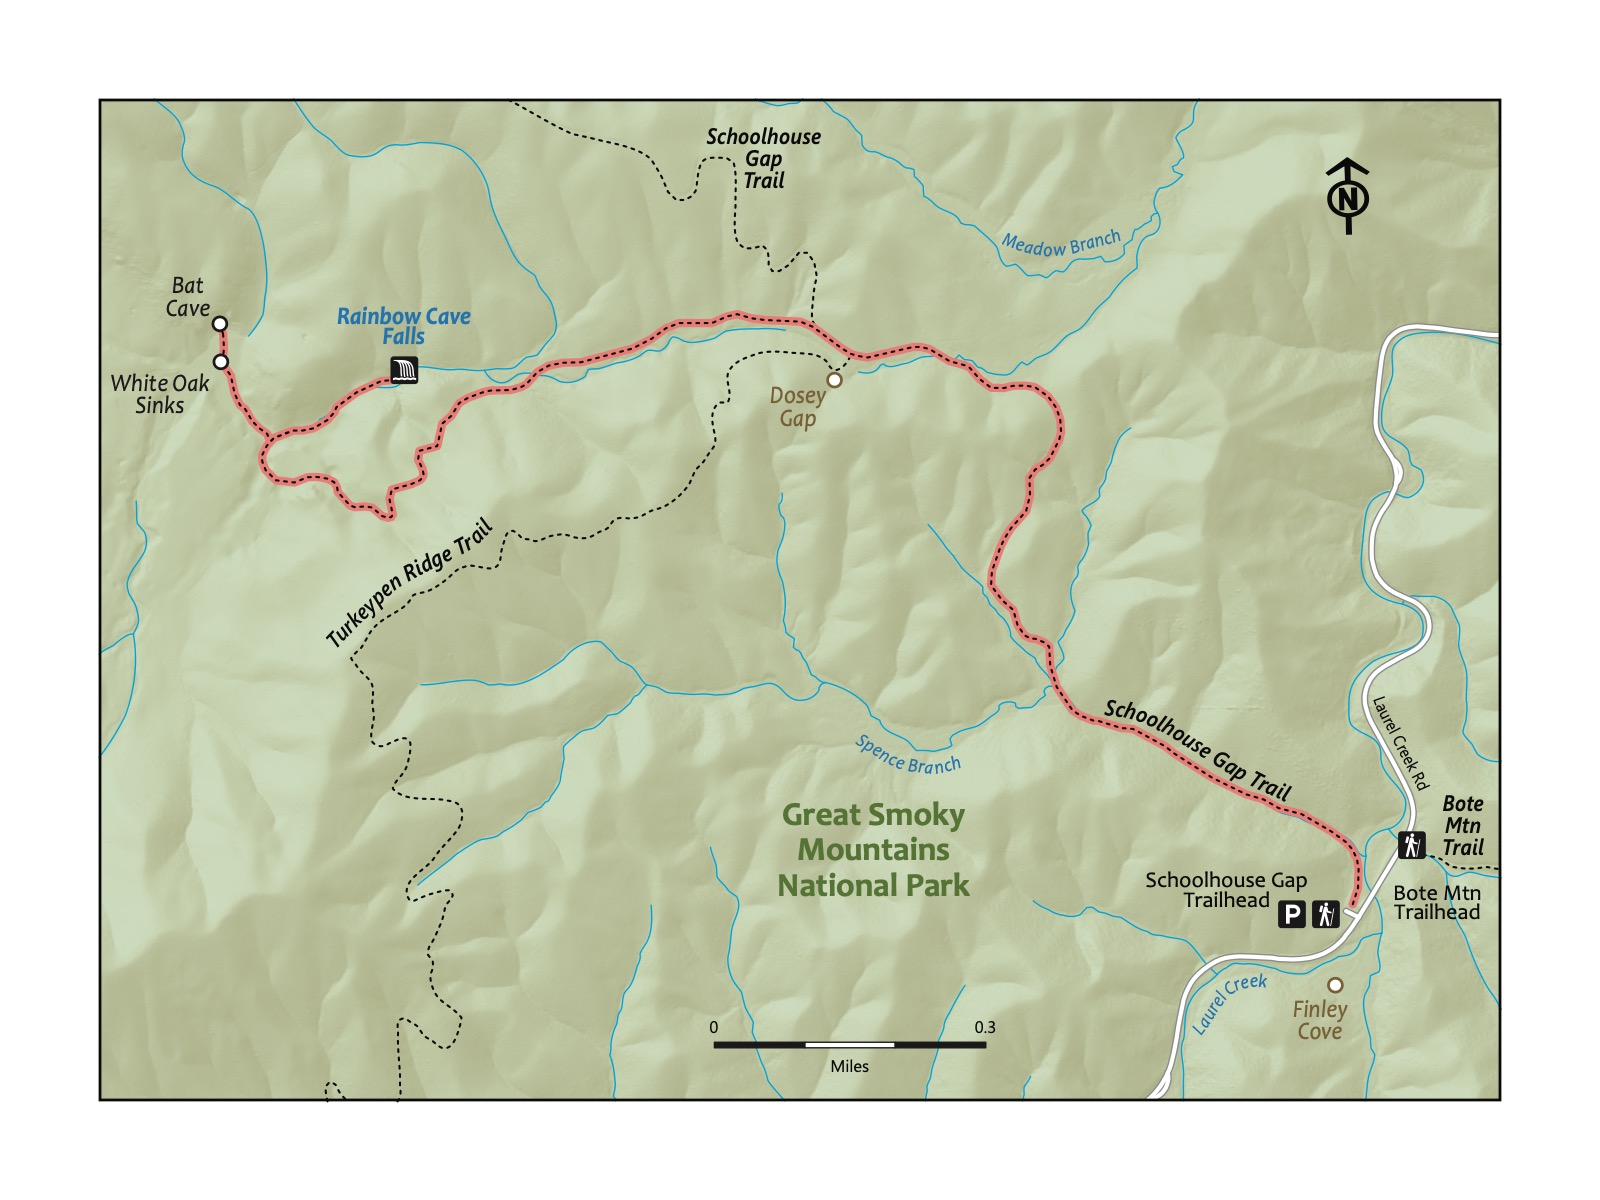 Schoolhouse
Gap
Trail
N
Meadow Branch
Bat
Cave
Rainbow Cave
Falls
White Oak
Sinks
Dosey
Gap
Turkeypen Ridge Trail
Schoolhouse Gap Trail
Laurel Creek Rd
Spence Branch
Great Smoky
Mountains
National Park
Bote
Mtn
Trail
Schoolhouse Gap
Trailhead
P
Bote Mtn
Trailhead
Laurel Creek
Finley
Cove
0 0.3
Miles